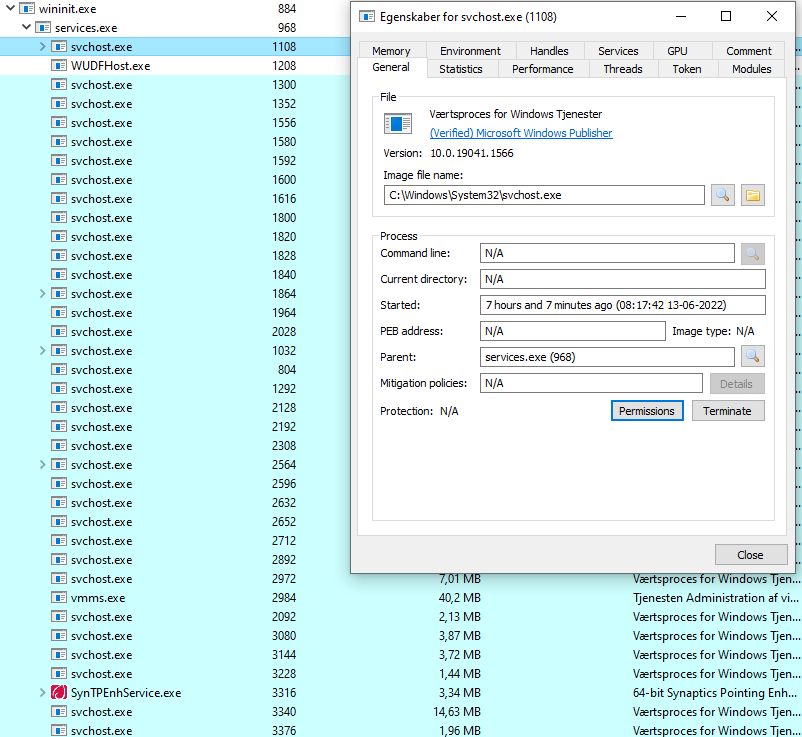 wininit.exe 884
services.exe 968
svchost.exe 1108
WUDFHost.exe 1208
svchost.exe 1300
svchost.exe 1352
svchost.exe 1556
svchost.exe 1580
svchost.exe 1592
svchost.exe 1600
svchost.exe 1616
svchost.exe 1800
svchost.exe 1820
svchost.exe 1828
svchost.exe 1840
svchost.exe 1864
svchost.exe 1964
svchost.exe 2028
svchost.exe 1032
svchost.exe 804
svchost.exe 1292
svchost.exe 2128
svchost.exe 2192
svchost.exe 2308
svchost.exe 2564
svchost.exe 2596
svchost.exe 2632
svchost.exe 2652
svchost.exe 2712
svchost.exe 2892
svchost.exe 2972 7,01 MB Værtsproces for Windows Tjen...
vmms.exe 2984 40,2 MB Tjenesten Administration af vi...
svchost.exe 2092 2,13 MB Værtsproces for Windows Tjen...
svchost.exe 3080 3,87 MB Værtsproces for Windows Tjen...
svchost.exe 3144 3,72 MB Værtsproces for Windows Tjen...
svchost.exe 3228 1,44 MB Værtsproces for Windows Tjen...
SynTPEnhService.exe 3316 3,34 MB 64-bit Synaptics Pointing Enh...
svchost.exe 3340 14,63 MB Værtsproces for Windows Tjen...
svchost.exe 3376 1,96 MB Værtsproces for Windows Tjen...
Egenskaber for svchost.exe (1108)
Memory Environment Handles Services GPU Comment
General Statistics Performance Threads Token Modules
File
Værtsproces for Windows Tjenester
(Verified) Microsoft Windows Publisher
Version: 10.0.19041.1566
Image file name:
C:\Windows\System32\svchost.exe
Process
Command line: N/A
Current directory: N/A
Started: 7 hours and 7 minutes ago (08:17:42 13-06-2022)
PEB address: N/A Image type: N/A
Parent: services.exe (968)
Mitigation policies: N/A Details
Protection: N/A Permissions Terminate
Close